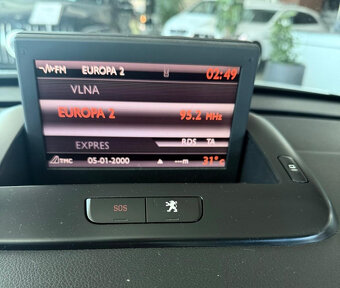 FM EUROPA 2 02:49
VLNA
EUROPA 2 93.2 MHz
RDS TA
EXPRES
TMC 05-01-2000 ---m 31°C
SOS